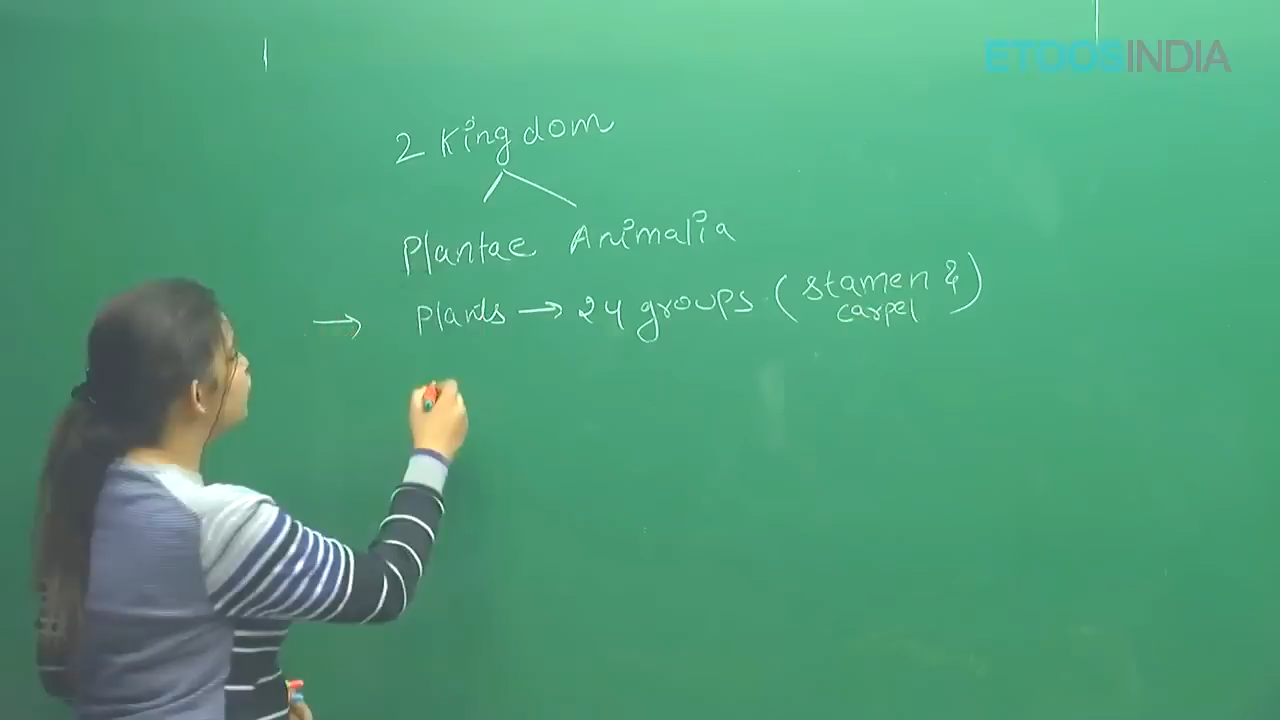 ETOOSINDIA
2 Kingdom
Plantae Animalia
→ Plants → 24 groups (stamen &
carpel)